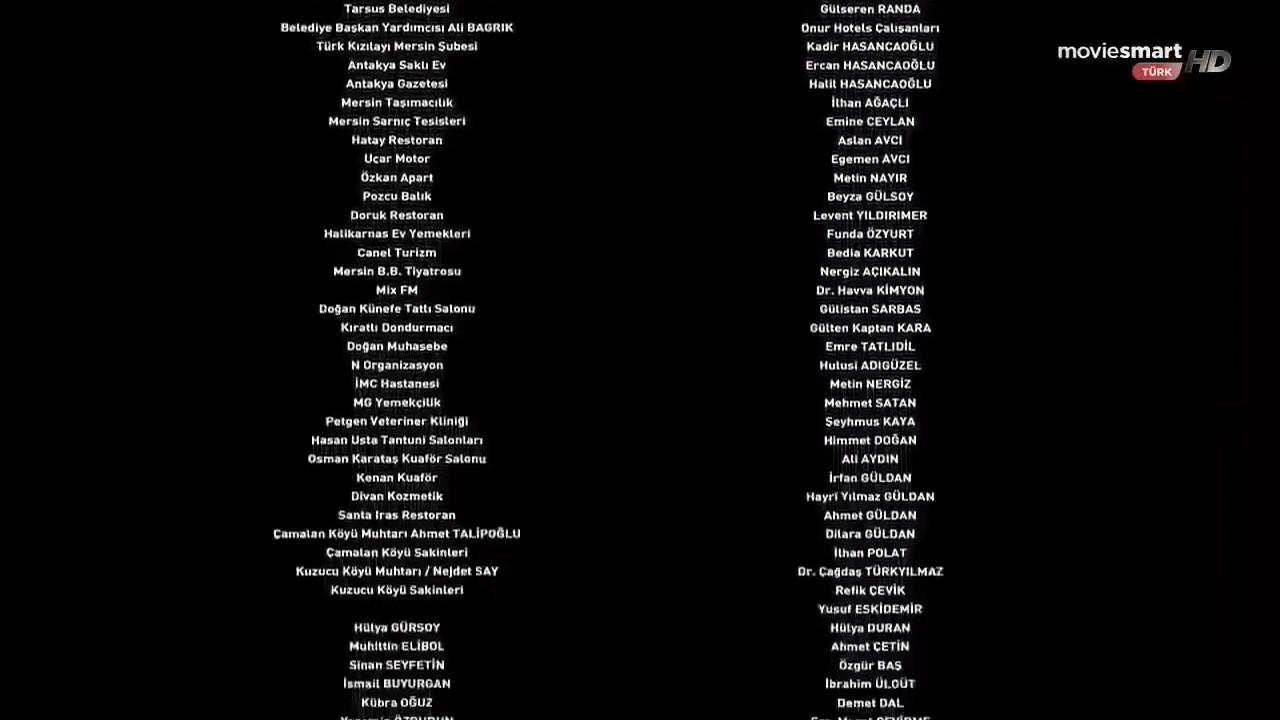 Tarsus Belediyesi
Belediye Başkan Yardımcısı Ali BAGRIK
Türk Kızılayı Mersin Şubesi
Antakya Saklı Ev
Antakya Gazetesi
Mersin Taşımacılık
Mersin Sarnıç Tesisleri
Hatay Restoran
Uçar Motor
Özkan Apart
Pozcu Balık
Doruk Restoran
Halikarnas Ev Yemekleri
Canel Turizm
Mersin B.B. Tiyatrosu
Mix FM
Doğan Künefe Tatlı Salonu
Kıratlı Dondurmacı
Doğan Muhasebe
N Organizasyon
İMC Hastanesi
MG Yemekçilik
Petgen Veteriner Kliniği
Hasan Usta Tantuni Salonları
Osman Karataş Kuaför Salonu
Kenan Kuaför
Divan Kozmetik
Santa Iras Restoran
Çamalan Köyü Muhtarı Ahmet TALİPOĞLU
Çamalan Köyü Sakinleri
Kuzucu Köyü Muhtarı / Nejdet SAY
Kuzucu Köyü Sakinleri
Hülya GÜRSOY
Muhittin ELİBOL
Sinan SEYFETİN
İsmail BUYURGAN
Kübra OĞUZ
Gülseren RANDA
Onur Hotels Çalışanları
Kadir HASANCAOĞLU
Ercan HASANCAOĞLU
Halil HASANCAOĞLU
İlhan AĞAÇLI
Emine CEYLAN
Aslan AVCI
Egemen AVCI
Metin NAYIR
Beyza GÜLSOY
Levent YILDIRIMER
Funda ÖZYURT
Bedia KARKUT
Nergiz AÇIKALIN
Dr. Havva KİMYON
Gülistan SARBAS
Gülten Kaptan KARA
Emre TATLIDİL
Hulusi ADIGÜZEL
Metin NERGİZ
Mehmet SATAN
Şeyhmus KAYA
Himmet DOĞAN
Ali AYDIN
İrfan GÜLDAN
Hayri Yılmaz GÜLDAN
Ahmet GÜLDAN
Dilara GÜLDAN
İlhan POLAT
Dr. Çağdaş TÜRKYILMAZ
Refik ÇEVİK
Yusuf ESKİDEMİR
Hülya DURAN
Ahmet ÇETİN
Özgür BAŞ
İbrahim ÜLGÜT
Demet DAL
moviesmart
TÜRK HD